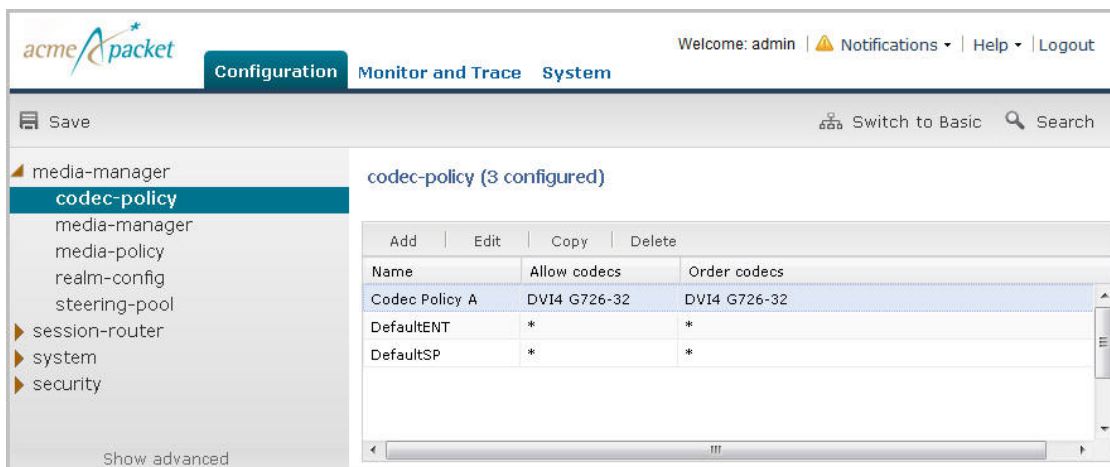 acme packet
Welcome: admin | Notifications | Help | Logout
Configuration Monitor and Trace System
Save Switch to Basic Search
media-manager
codec-policy
media-manager
media-policy
realm-config
steering-pool
session-router
system
security
Show advanced
codec-policy (3 configured)
Add | Edit | Copy | Delete
Name Allow codecs Order codecs
Codec Policy A DVI4 G726-32 DVI4 G726-32
DefaultENT * *
DefaultSP * *